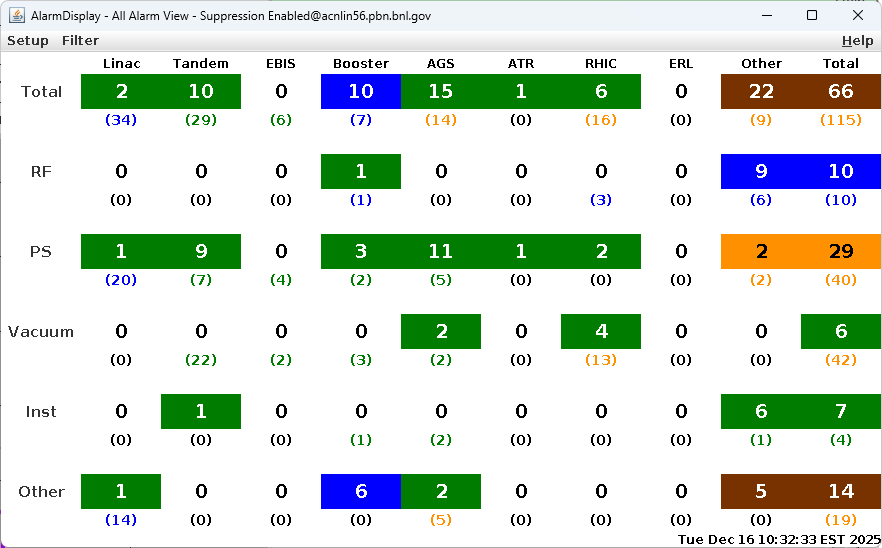 AlarmDisplay - All Alarm View - Suppression Enabled@acnlin56.pbn.bnl.gov
Setup Filter Help
Linac Tandem EBIS Booster AGS ATR RHIC ERL Other Total
Total 2 10 0 10 15 1 6 0 22 66
(34) (29) (6) (7) (14) (0) (16) (0) (9) (115)
RF 0 0 0 1 0 0 0 0 9 10
(0) (0) (0) (1) (0) (0) (3) (0) (6) (10)
PS 1 9 0 3 11 1 2 0 2 29
(20) (7) (4) (2) (5) (0) (0) (0) (2) (40)
Vacuum 0 0 0 0 2 0 4 0 0 6
(0) (22) (2) (3) (2) (0) (13) (0) (0) (42)
Inst 0 1 0 0 0 0 0 0 6 7
(0) (0) (0) (1) (2) (0) (0) (0) (1) (4)
Other 1 0 0 6 2 0 0 0 5 14
(14) (0) (0) (0) (5) (0) (0) (0) (0) (19)
Tue Dec 16 10:32:33 EST 2025